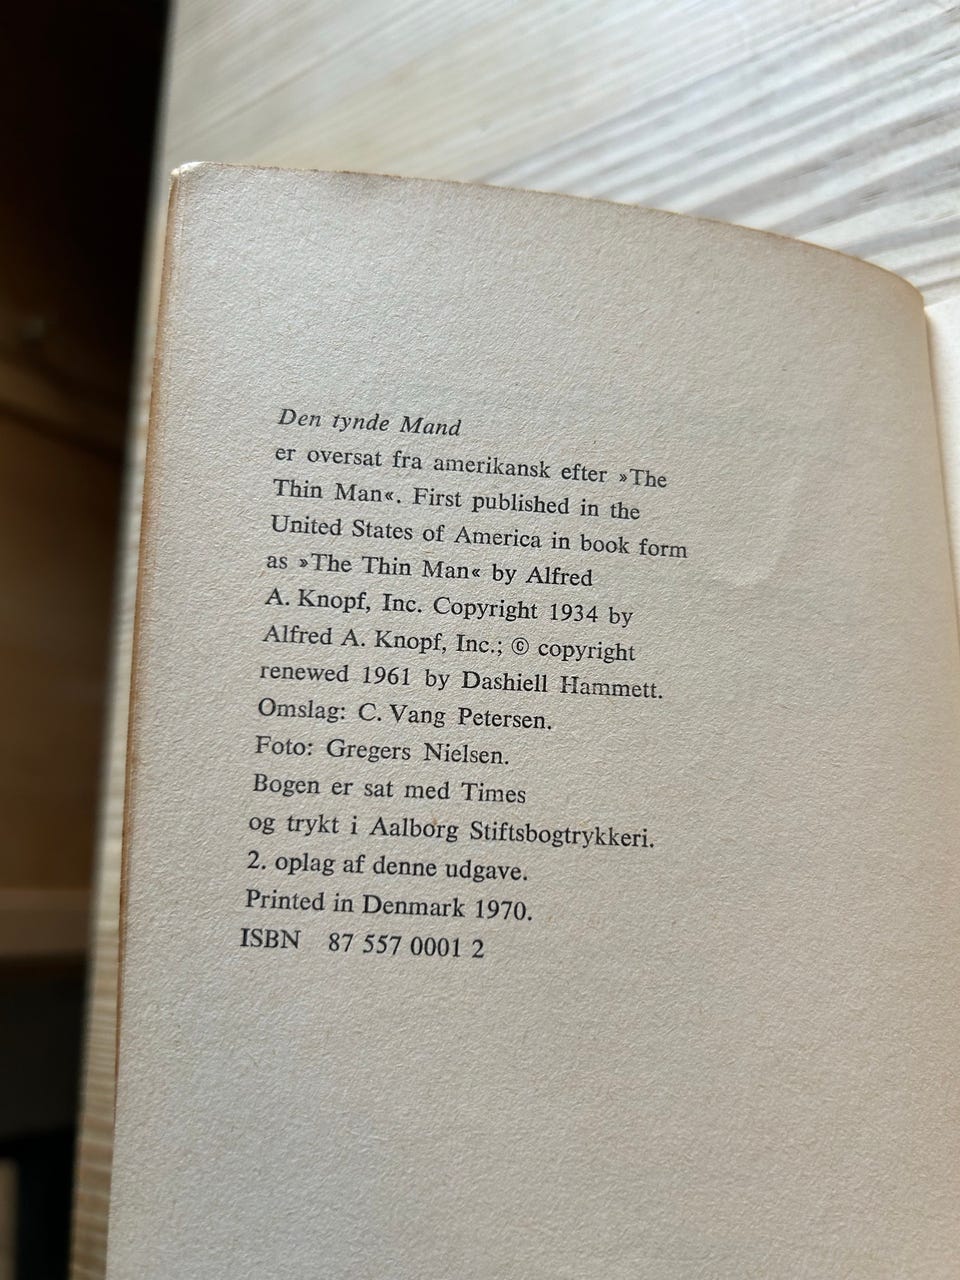 Den tynde Mand
er oversat fra amerikansk efter »The
Thin Man«. First published in the
United States of America in book form
as »The Thin Man« by Alfred
A. Knopf, Inc. Copyright 1934 by
Alfred A. Knopf, Inc.; © copyright
renewed 1961 by Dashiell Hammett.
Omslag: C. Vang Petersen.
Foto: Gregers Nielsen.
Bogen er sat med Times
og trykt i Aalborg Stiftsbogtrykkeri.
2. oplag af denne udgave.
Printed in Denmark 1970.
ISBN 87 557 0001 2